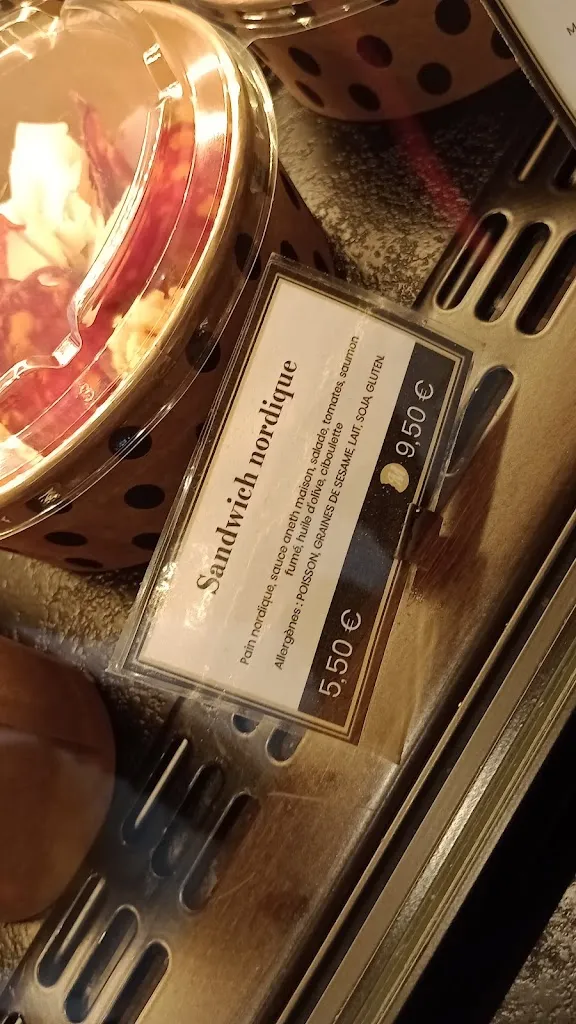 Sandwich nordique
Pain nordique, sauce aneth maison, salade, tomates, saumon
fumé, huile d'olive, ciboulette
Allergènes : POISSON, GRAINES DE SESAME, LAIT, SOJA, GLUTEN.
5,50 € 9,50 €